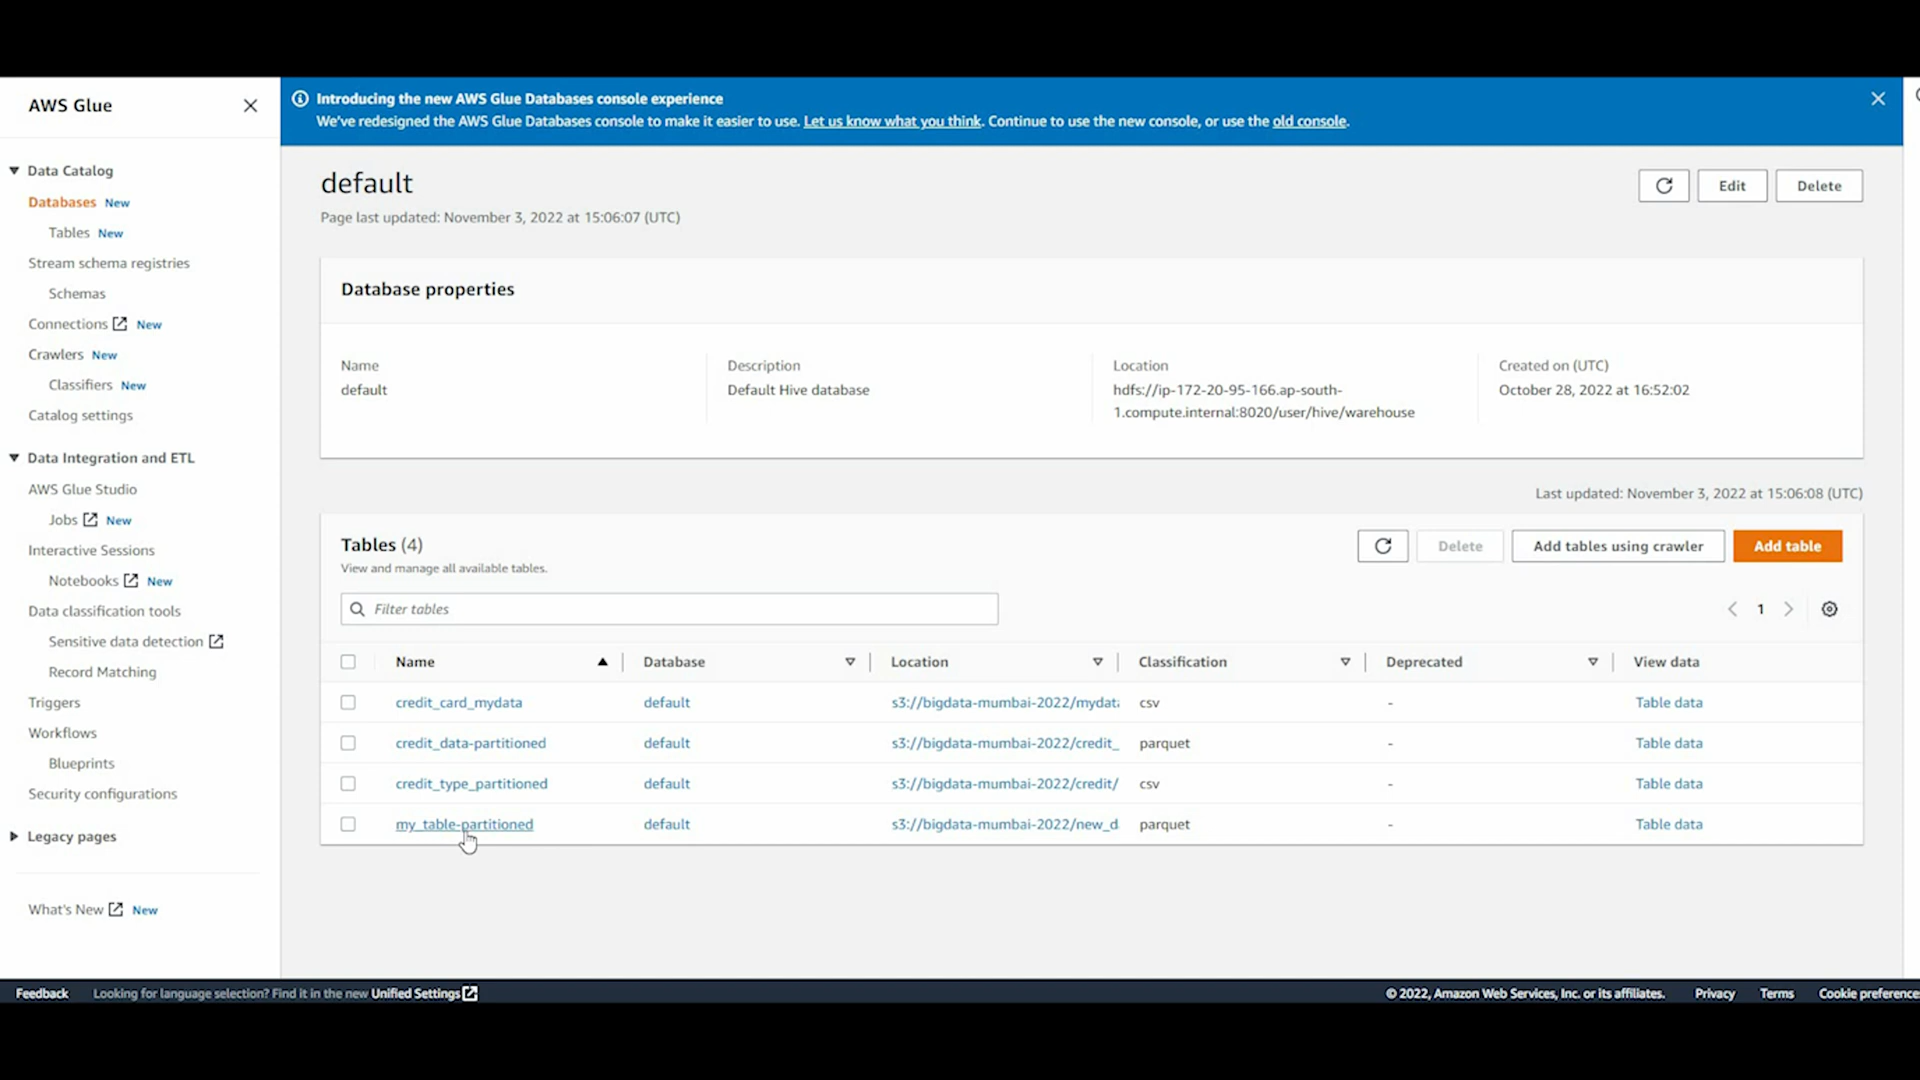 AWS Glue
Data Catalog
Databases New
Tables New
Stream schema registries
Schemas
Connections New
Crawlers New
Classifiers New
Catalog settings
Data Integration and ETL
AWS Glue Studio
Jobs New
Interactive Sessions
Notebooks New
Data classification tools
Sensitive data detection
Record Matching
Triggers
Workflows
Blueprints
Security configurations
Legacy pages
What's New New
Introducing the new AWS Glue Databases console experience
We've redesigned the AWS Glue Databases console to make it easier to use. Let us know what you think. Continue to use the new console, or use the old console.
default
Edit Delete
Page last updated: November 3, 2022 at 15:06:07 (UTC)
Database properties
Name Description Location Created on (UTC)
default Default Hive database hdfs://ip-172-20-95-166.ap-south- October 28, 2022 at 16:52:02
1.compute.internal:8020/user/hive/warehouse
Last updated: November 3, 2022 at 15:06:08 (UTC)
Tables (4) Delete Add tables using crawler Add table
View and manage all available tables.
Filter tables 1
Name Database Location Classification Deprecated View data
credit_card_mydata default s3://bigdata-mumbai-2022/mydat csv - Table data
credit_data-partitioned default s3://bigdata-mumbai-2022/credit_ parquet - Table data
credit_type_partitioned default s3://bigdata-mumbai-2022/credit/ csv - Table data
my_table-partitioned default s3://bigdata-mumbai-2022/new_d parquet - Table data
Feedback Looking for language selection? Find it in the new Unified Settings © 2022, Amazon Web Services, Inc. or its affiliates. Privacy Terms Cookie preference